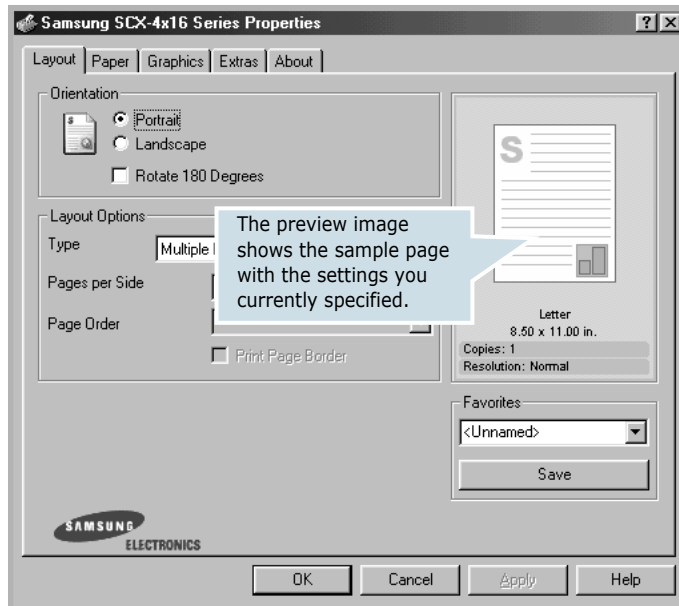 Samsung SCX-4x16 Series Properties
Layout Paper Graphics Extras About
Orientation
S
Portrait
Landscape
Rotate 180 Degrees
Layout Options
Type
Multiple
Pages per Side
Page Order
Print Page Border
The preview image
shows the sample page
with the settings you
currently specified.
S
Letter
8.50 x 11.00 in.
Copies: 1
Resolution: Normal
Favorites
<Unnamed>
Save
SAMSUNG
ELECTRONICS
OK Cancel Apply Help